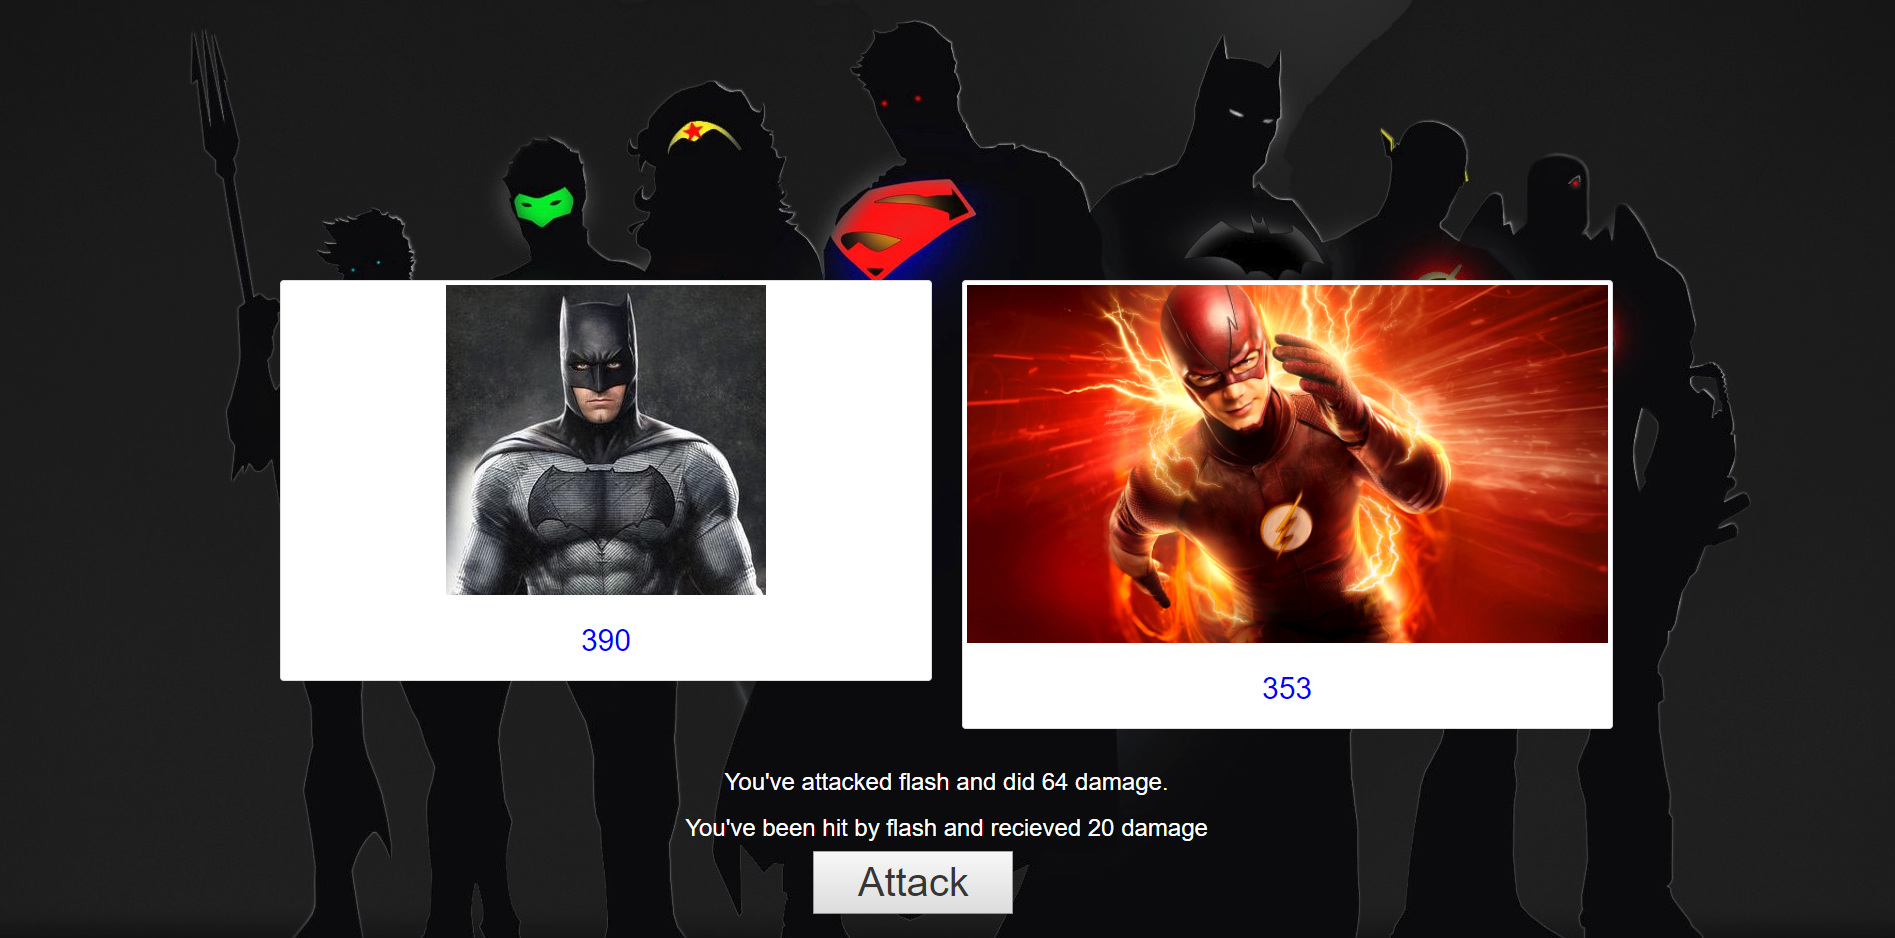 390
353
You've attacked flash and did 64 damage.
You've been hit by flash and recieved 20 damage
Attack